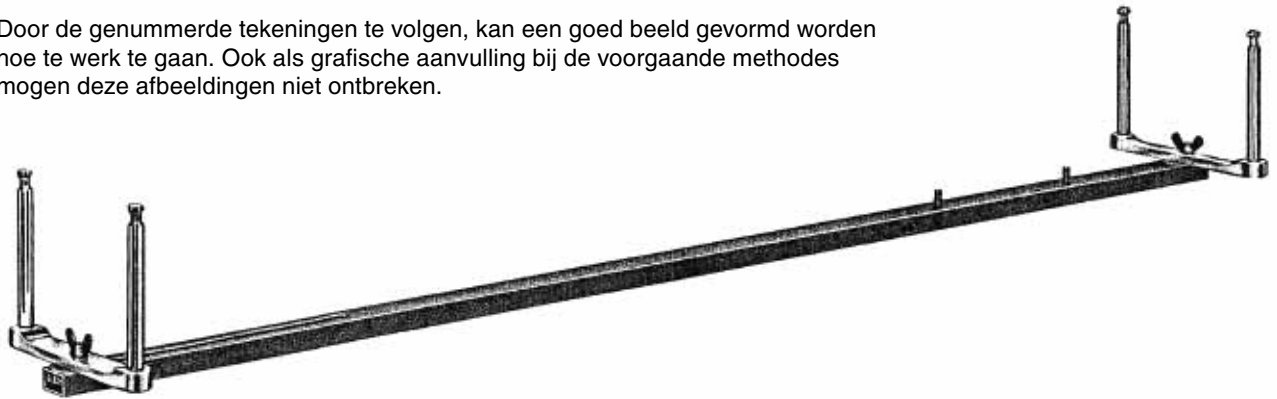 Door de genummerde tekeningen te volgen, kan een goed beeld gevormd worden
hoe te werk te gaan. Ook als grafische aanvulling bij de voorgaande methodes
mogen deze afbeeldingen niet ontbreken.